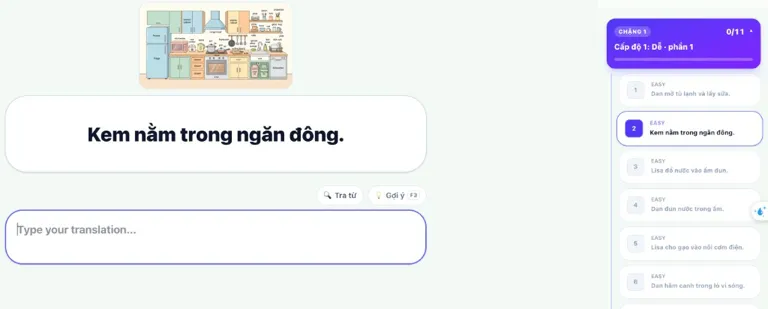 Kem nằm trong ngăn đông.
🔍 Tra từ
💡 Gợi ý F2
Type your translation...
CHẶNG 1
0/11
Cấp độ 1: Dễ - phần 1
1
EASY
Dan mở tủ lạnh và lấy sữa.
2
EASY
Kem nằm trong ngăn đông.
3
EASY
Lisa đổ nước vào ấm đun.
4
EASY
Dan đun nước trong ấm.
5
EASY
Lisa cho gạo vào nồi cơm điện.
6
EASY
Dan hâm canh trong lò vi sóng.